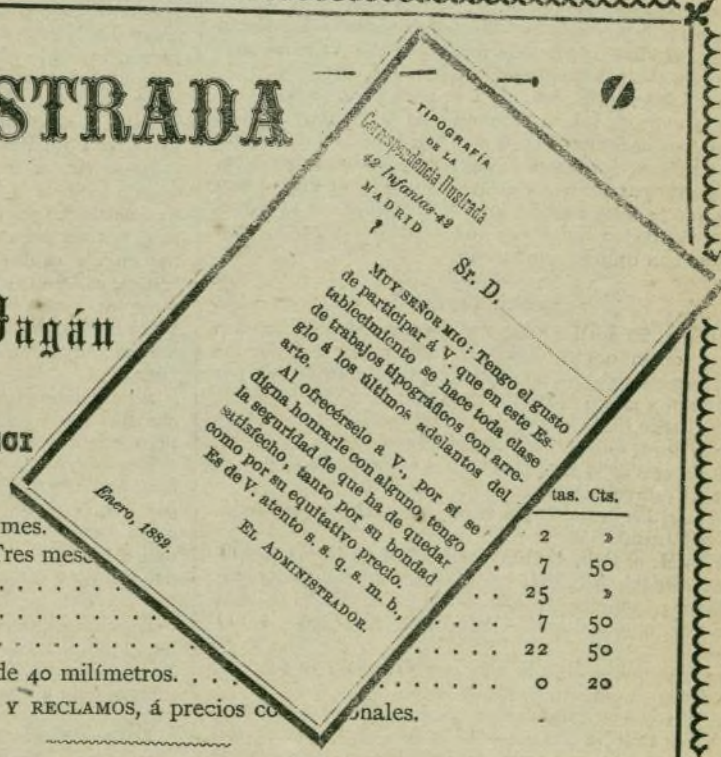 STRADA
TIPOGRAFÍA
DE LA
Correspondencia Ilustrada
42 Infantas-42
MADRID
Sr. D.
MUY SEÑOR MIO: Tengo el gusto
de participar á V. que en este Es-
tablecimiento se hace toda clase
de trabajos tipográficos con arre-
glo á los últimos adelantos del
arte.
Al ofrecérselo a V., por si se
digna honrarle con alguno, tengo
la seguridad de que ha de quedar
satisfecho, tanto por su bondad
como por su equitativo precio.
Es de V. atento s. s. q. s. m. b.,
EL ADMINISTRADOR.
Enero, 1882.
Pagán
tas. Cts.
mes. 2 »
Tres mes 7 50
25 »
7 50
22 50
de 40 milímetros. 0 20
Y RECLAMOS, á precios co nales.